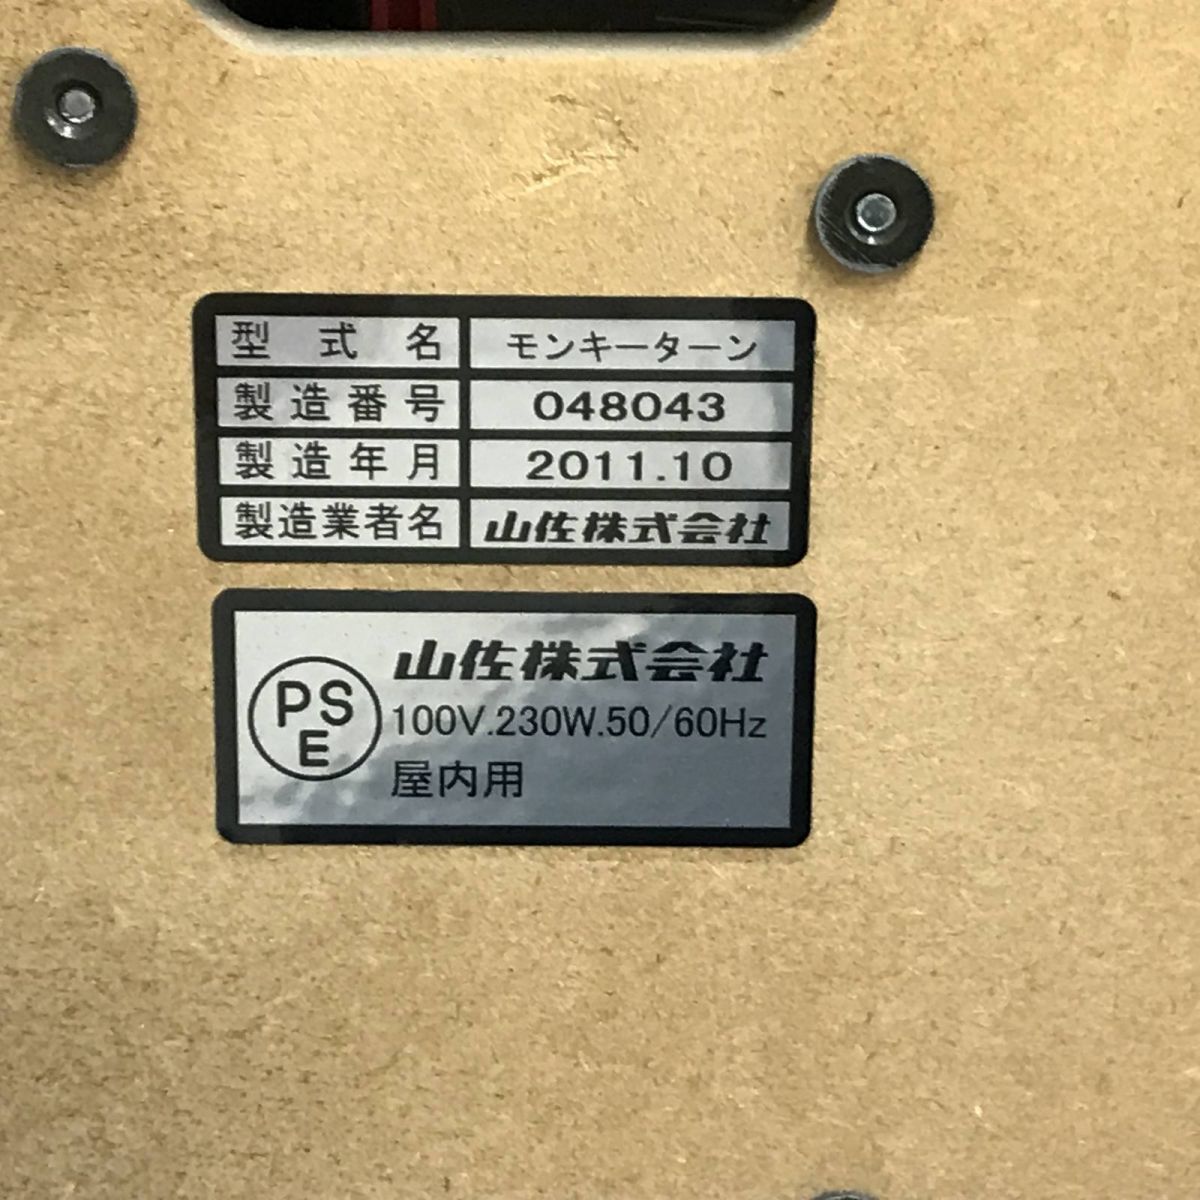 型式名 モンキーターン
製造番号 048043
製造年月 2011.10
製造業者名 山佐株式会社
山佐株式会社
PS
E
100V.230W.50/60Hz
屋内用